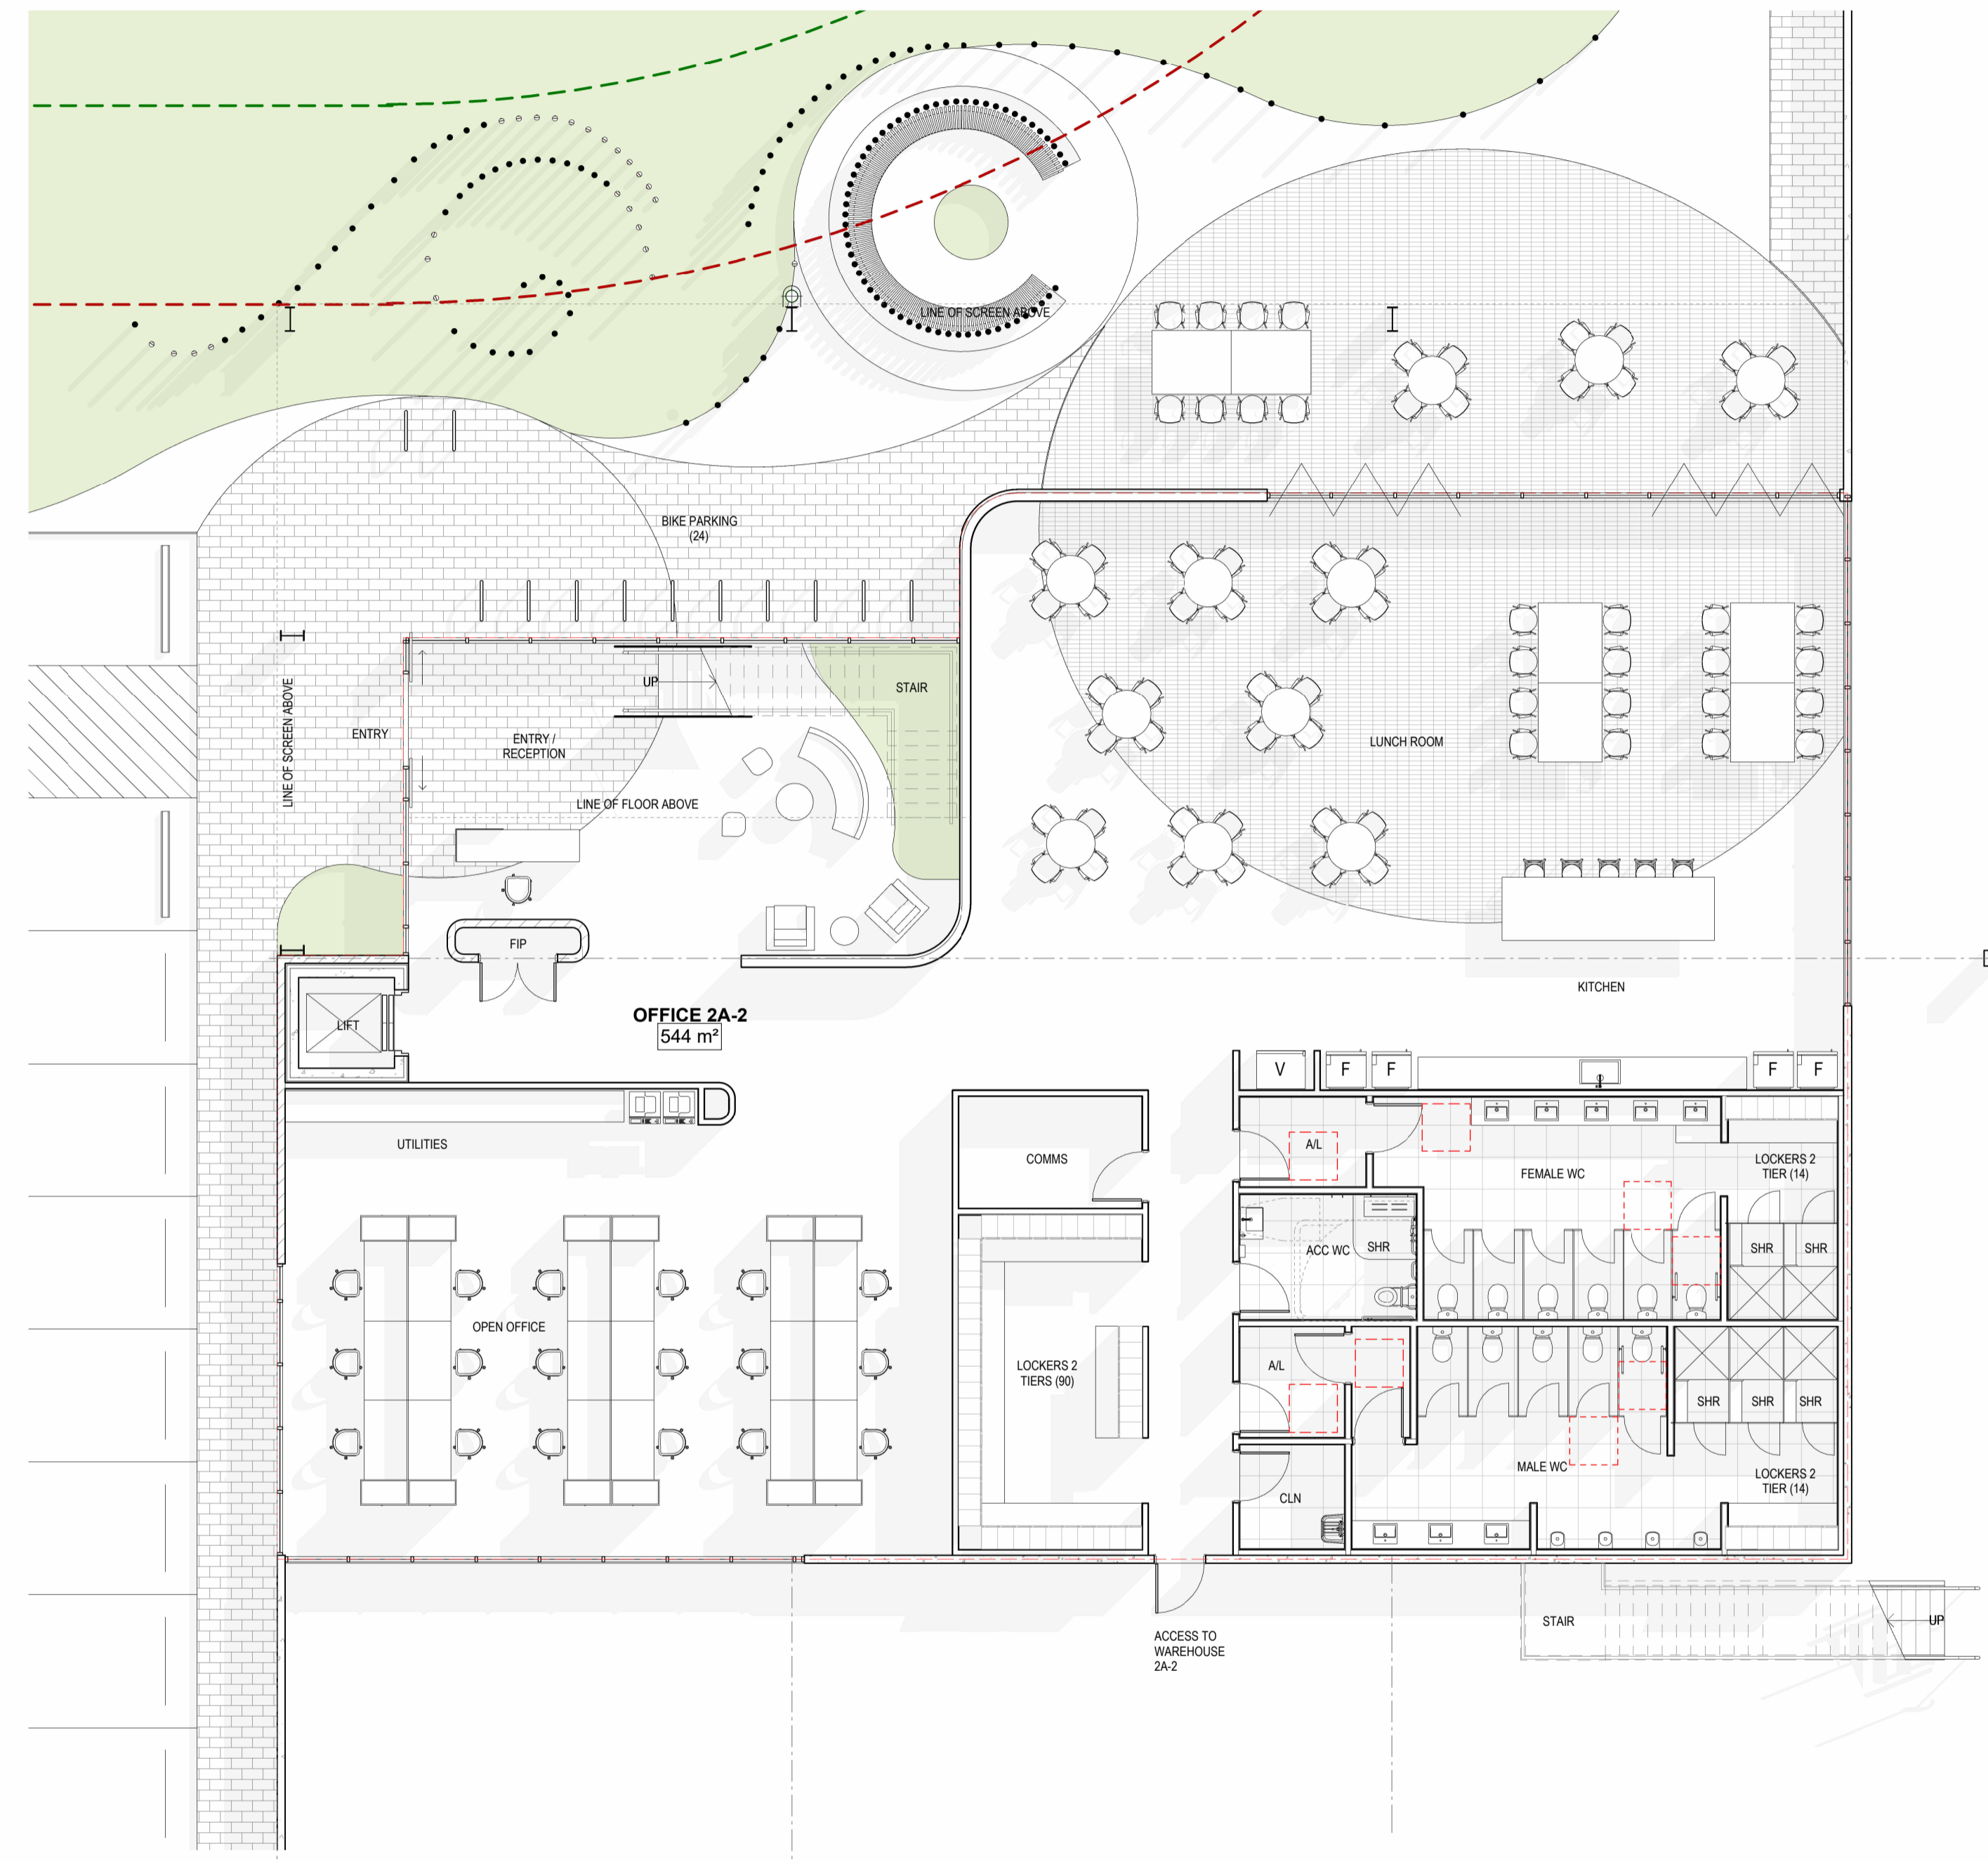 LINE OF SCREEN ABOVE
BIKE PARKING
(24)
UP
STAIR
LINE OF SCREEN ABOVE
ENTRY
ENTRY /
RECEPTION
LUNCH ROOM
LINE OF FLOOR ABOVE
FIP
KITCHEN
OFFICE 2A-2
544 m²
LIFT
V
F
F
F
F
UTILITIES
COMMS
A/L
FEMALE WC
LOCKERS 2
TIER (14)
ACC WC
SHR
SHR
SHR
OPEN OFFICE
LOCKERS 2
TIERS (90)
A/L
SHR
SHR
SHR
MALE WC
LOCKERS 2
TIER (14)
CLN
STAIR
UP
ACCESS TO
WAREHOUSE
2A-2